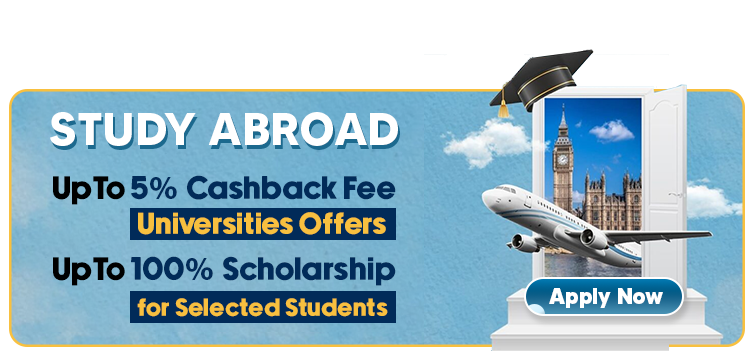 STUDY ABROAD
UpTo 5% Cashback Fee
Universities Offers
UpTo 100% Scholarship
for Selected Students
Apply Now